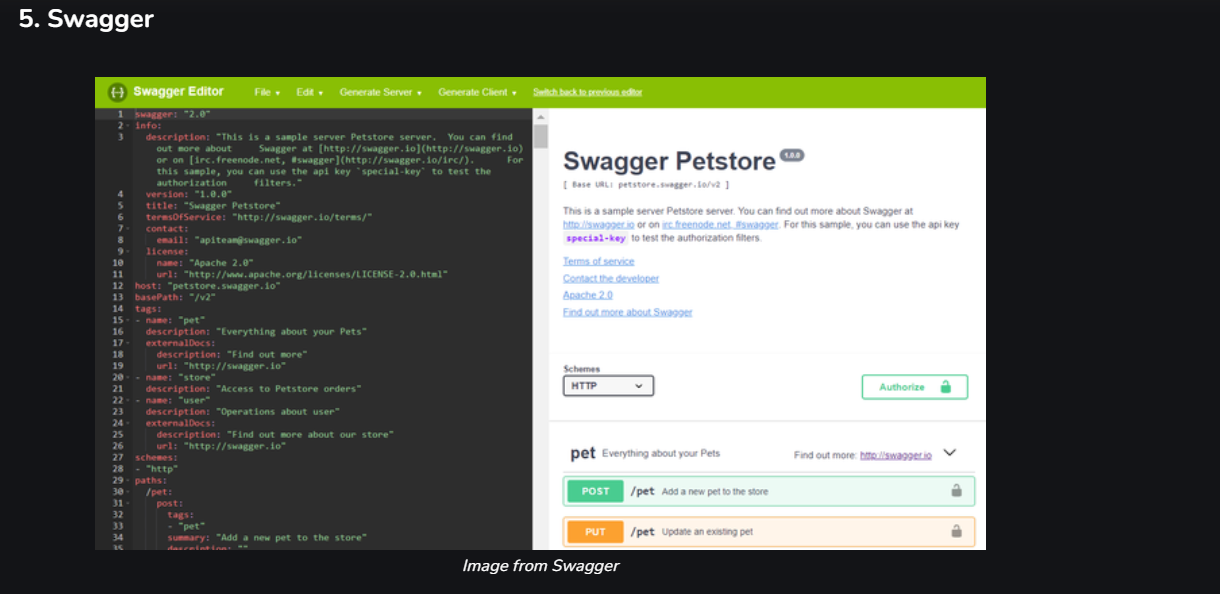 5. Swagger
Swagger Editor File Edit Generate Server Generate Client Switch back to previous editor
1 swagger: "2.0"
2 info:
3 description: "This is a sample server Petstore server. You can find
out more about Swagger at [http://swagger.io](http://swagger.io)
or on [irc.freenode.net, #swagger](http://swagger.io/irc/). For
this sample, you can use the api key `special-key` to test the
authorization filters."
4 version: "1.0.0"
5 title: "Swagger Petstore"
6 termsOfService: "http://swagger.io/terms/"
7 contact:
8 email: "apiteam@swagger.io"
9 license:
10 name: "Apache 2.0"
11 url: "http://www.apache.org/licenses/LICENSE-2.0.html"
12 host: "petstore.swagger.io"
13 basePath: "/v2"
14 tags:
15 - name: "pet"
16 description: "Everything about your Pets"
17 externalDocs:
18 description: "Find out more"
19 url: "http://swagger.io"
20 - name: "store"
21 description: "Access to Petstore orders"
22 - name: "user"
23 description: "Operations about user"
24 externalDocs:
25 description: "Find out more about our store"
26 url: "http://swagger.io"
27 schemes:
28 - "http"
29 paths:
30 /pet:
31 post:
32 tags:
33 - "pet"
34 summary: "Add a new pet to the store"
35 description: ""
Swagger Petstore 1.0.0
[ Base URL: petstore.swagger.io/v2 ]
This is a sample server Petstore server. You can find out more about Swagger at
http://swagger.io or on irc.freenode.net, #swagger. For this sample, you can use the api key
special-key to test the authorization filters.
Terms of service
Contact the developer
Apache 2.0
Find out more about Swagger
Schemes
HTTP
Authorize
pet Everything about your Pets Find out more: http://swagger.io
POST /pet Add a new pet to the store
PUT /pet Update an existing pet
Image from Swagger